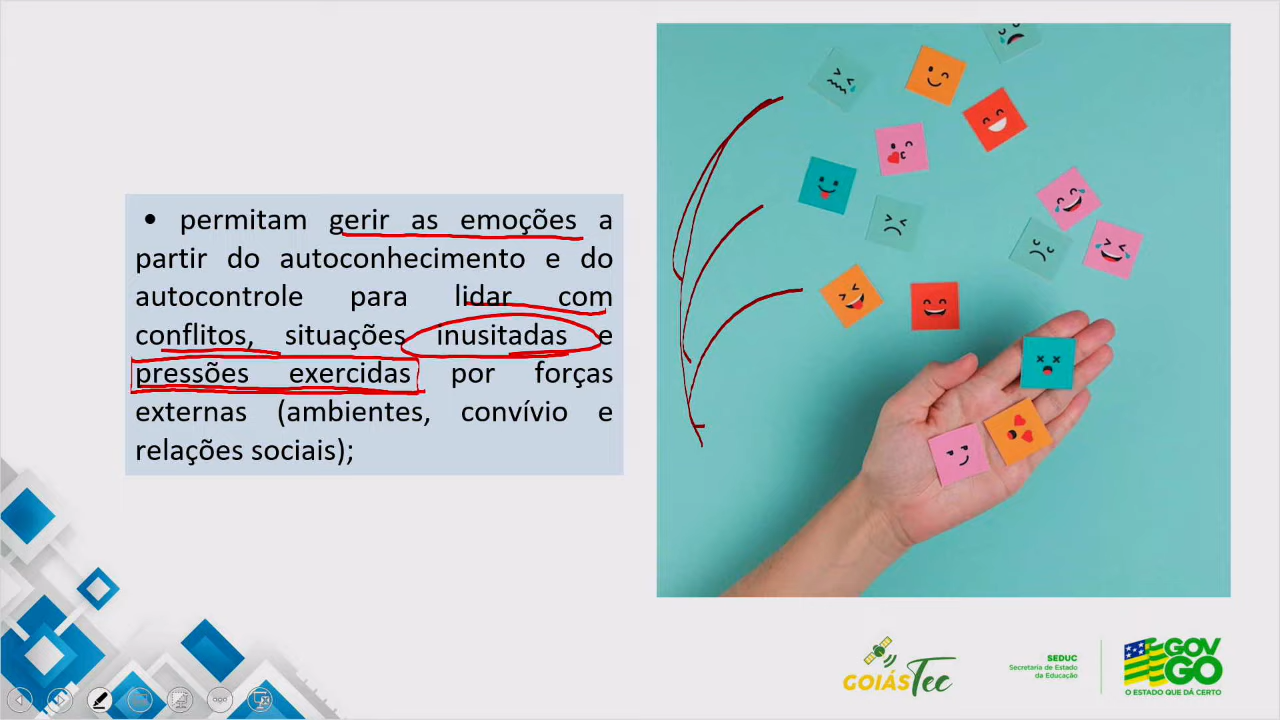 • permitam gerir as emoções a
partir do autoconhecimento e do
autocontrole para lidar com
conflitos, situações inusitadas e
pressões exercidas por forças
externas (ambientes, convívio e
relações sociais);
GOIÁSTec
SEDUC
Secretaria de Estado
da Educação
GOV
GO
O ESTADO QUE DÁ CERTO